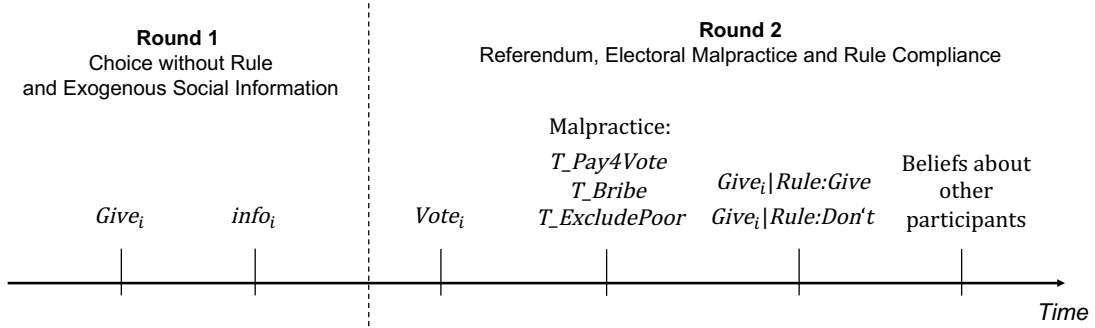 Round 1
Choice without Rule
and Exogenous Social Information
Round 2
Referendum, Electoral Malpractice and Rule Compliance
Give_i
info_i
Vote_i
Malpractice:
T_Pay4Vote
T_Bribe
T_ExcludePoor
Give_i|Rule:Give
Give_i|Rule:Don't
Beliefs about
other
participants
Time